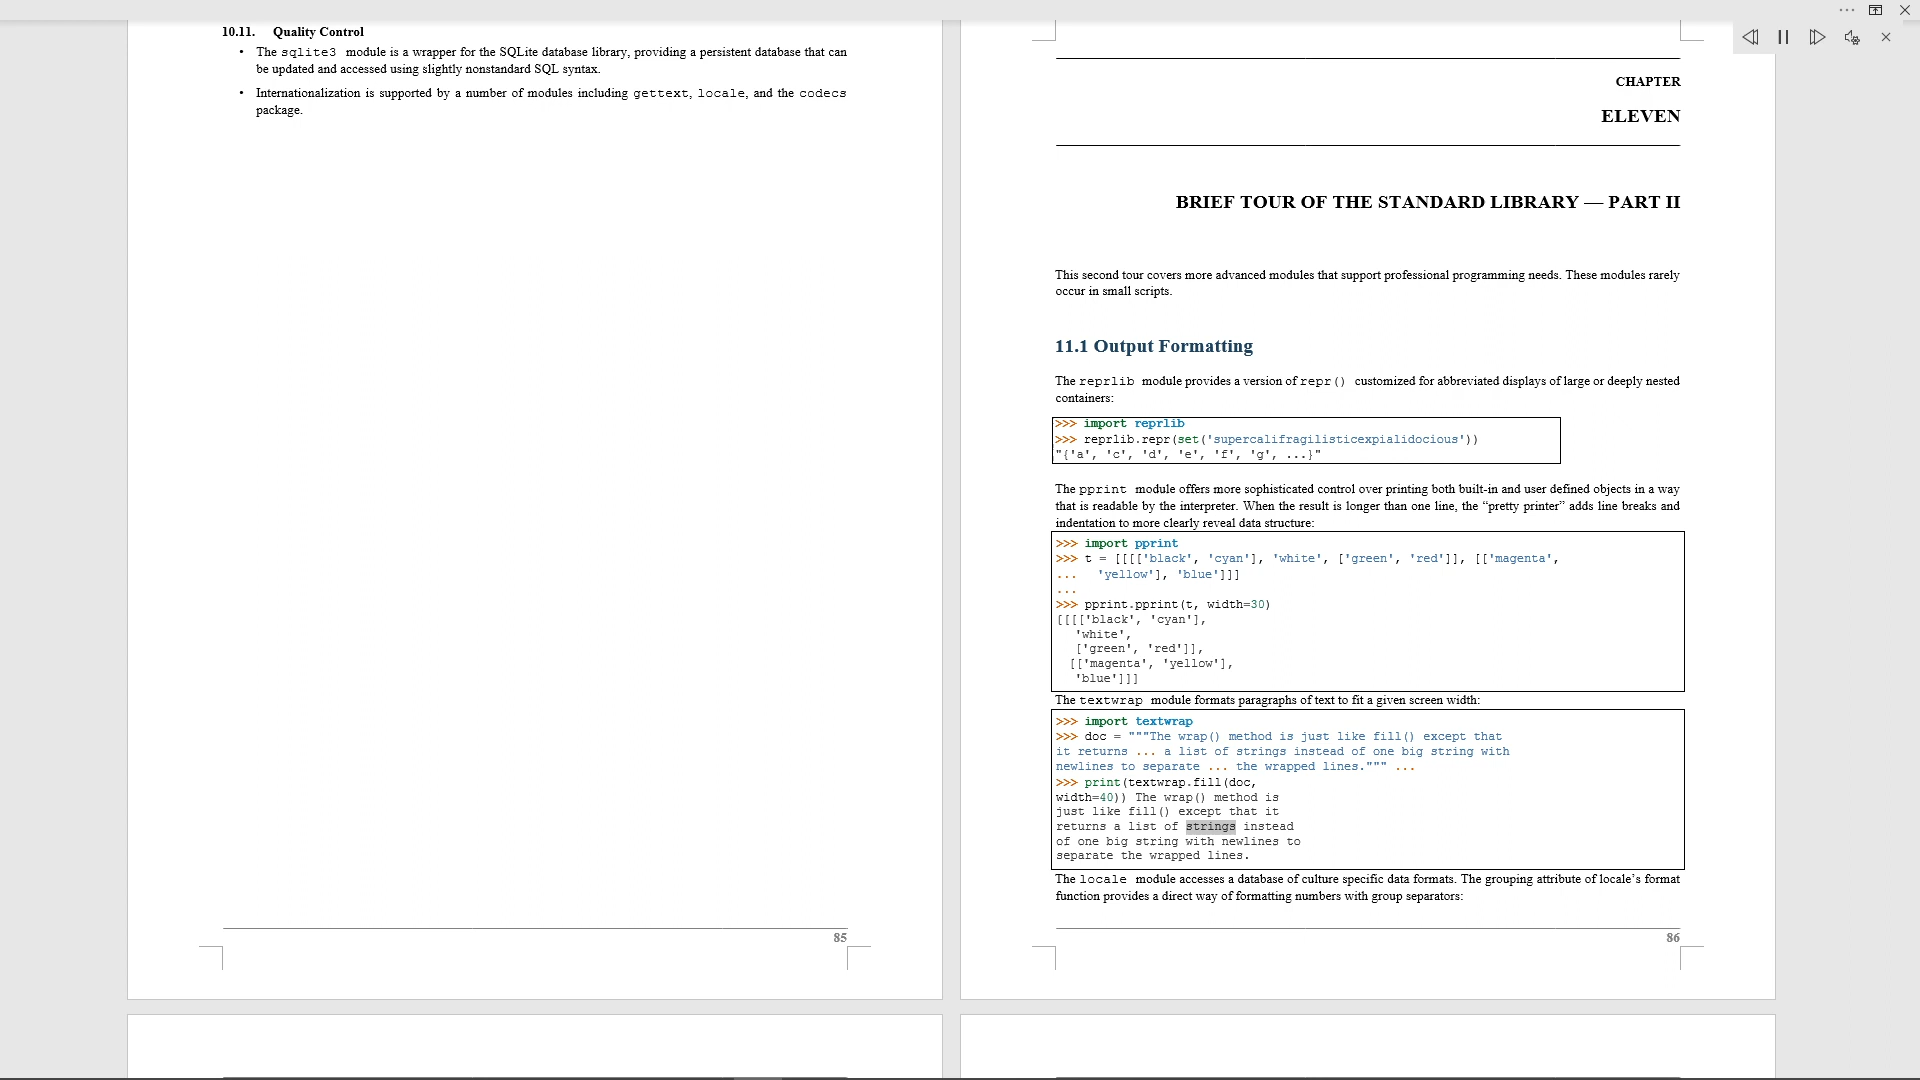 10.11. Quality Control
• The sqlite3 module is a wrapper for the SQLite database library, providing a persistent database that can
be updated and accessed using slightly nonstandard SQL syntax.
• Internationalization is supported by a number of modules including gettext, locale, and the codecs
package.
85
CHAPTER
ELEVEN
BRIEF TOUR OF THE STANDARD LIBRARY — PART II
This second tour covers more advanced modules that support professional programming needs. These modules rarely
occur in small scripts.
11.1 Output Formatting
The reprlib module provides a version of repr() customized for abbreviated displays of large or deeply nested
containers:
>>> import reprlib
>>> reprlib.repr(set('supercalifragilisticexpialidocious'))
"{'a', 'c', 'd', 'e', 'f', 'g', ...}"
The pprint module offers more sophisticated control over printing both built-in and user defined objects in a way
that is readable by the interpreter. When the result is longer than one line, the “pretty printer” adds line breaks and
indentation to more clearly reveal data structure:
>>> import pprint
>>> t = [[[['black', 'cyan'], 'white', ['green', 'red']], [['magenta',
... 'yellow'], 'blue']]]
...
>>> pprint.pprint(t, width=30)
[[[['black', 'cyan'],
'white',
['green', 'red']],
[['magenta', 'yellow'],
'blue']]]
The textwrap module formats paragraphs of text to fit a given screen width:
>>> import textwrap
>>> doc = """The wrap() method is just like fill() except that
it returns ... a list of strings instead of one big string with
newlines to separate ... the wrapped lines.""" ...
>>> print(textwrap.fill(doc,
width=40)) The wrap() method is
just like fill() except that it
returns a list of strings instead
of one big string with newlines to
separate the wrapped lines.
The locale module accesses a database of culture specific data formats. The grouping attribute of locale’s format
function provides a direct way of formatting numbers with group separators:
86